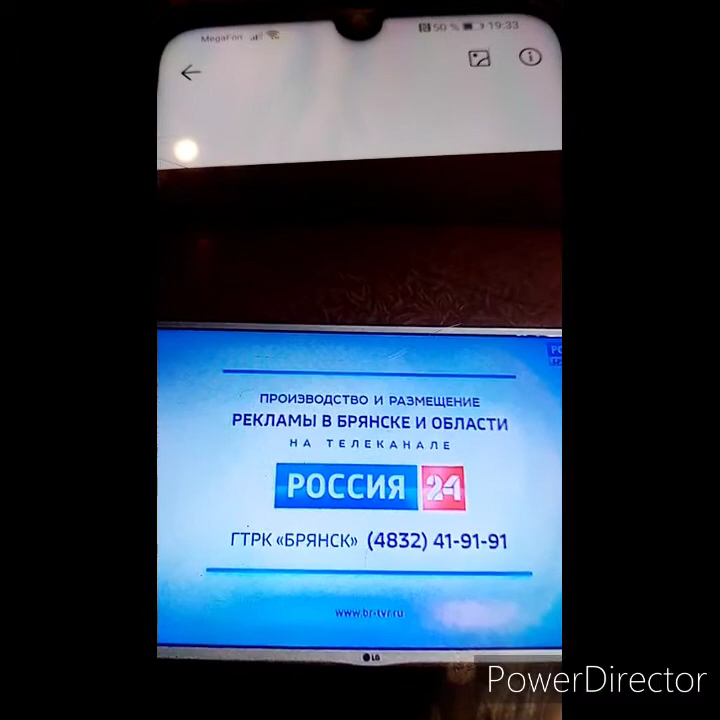 MegaFon 50 % 19:33
ПРОИЗВОДСТВО И РАЗМЕЩЕНИЕ
РЕКЛАМЫ В БРЯНСКЕ И ОБЛАСТИ
НА ТЕЛЕКАНАЛЕ
РОССИЯ 24
ГТРК «БРЯНСК» (4832) 41-91-91
www.br-tvr.ru
LG
PowerDirector